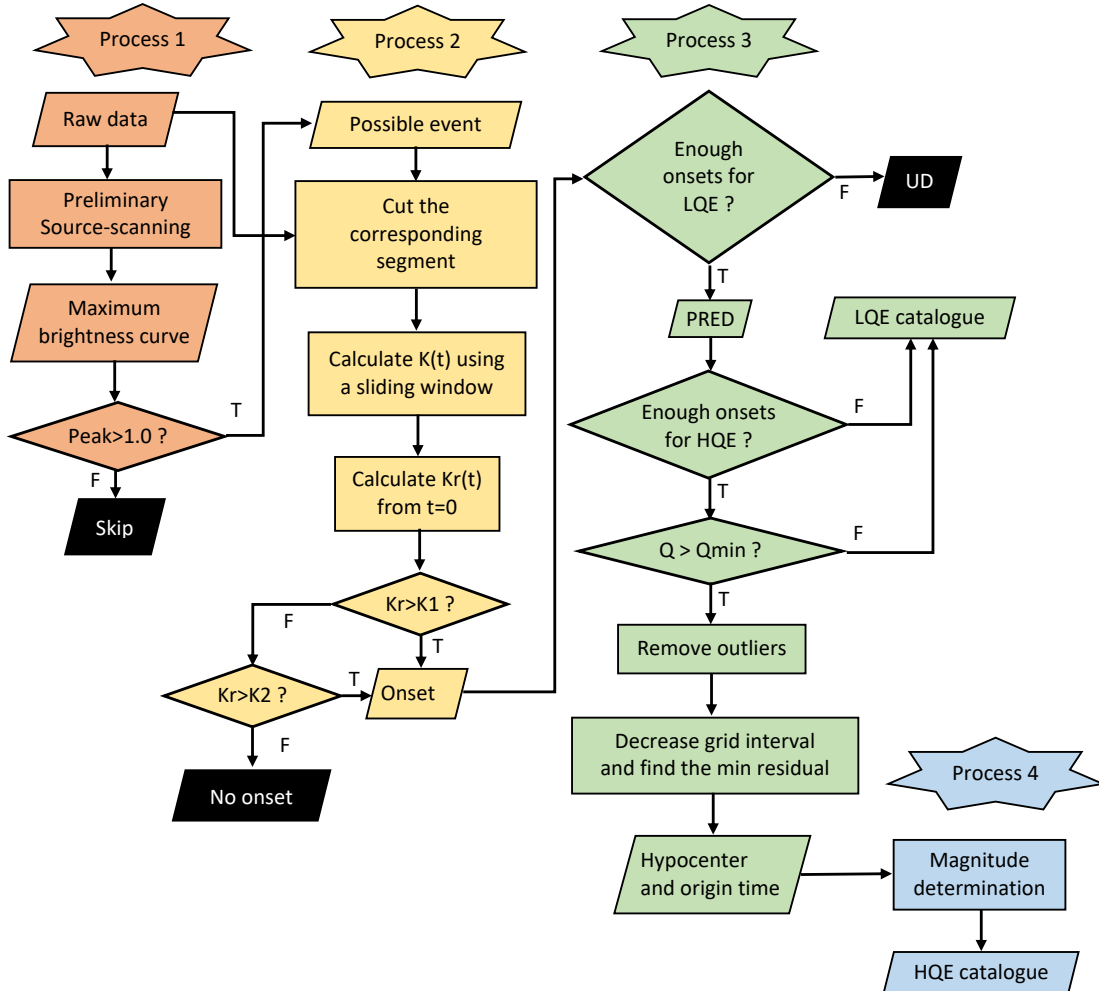 Process 1
Raw data
Preliminary
Source-scanning
Maximum
brightness curve
Peak>1.0 ?
T
F
Skip
Process 2
Possible event
Cut the
corresponding
segment
Calculate K(t) using
a sliding window
Calculate Kr(t)
from t=0
Kr>K1 ?
F
T
Kr>K2 ?
T
Onset
F
No onset
Process 3
Enough
onsets for
LQE ?
F
UD
T
PRED
LQE catalogue
Enough onsets
for HQE ?
F
T
Q > Qmin ?
F
T
Remove outliers
Decrease grid interval
and find the min residual
Hypocenter
and origin time
Process 4
Magnitude
determination
HQE catalogue